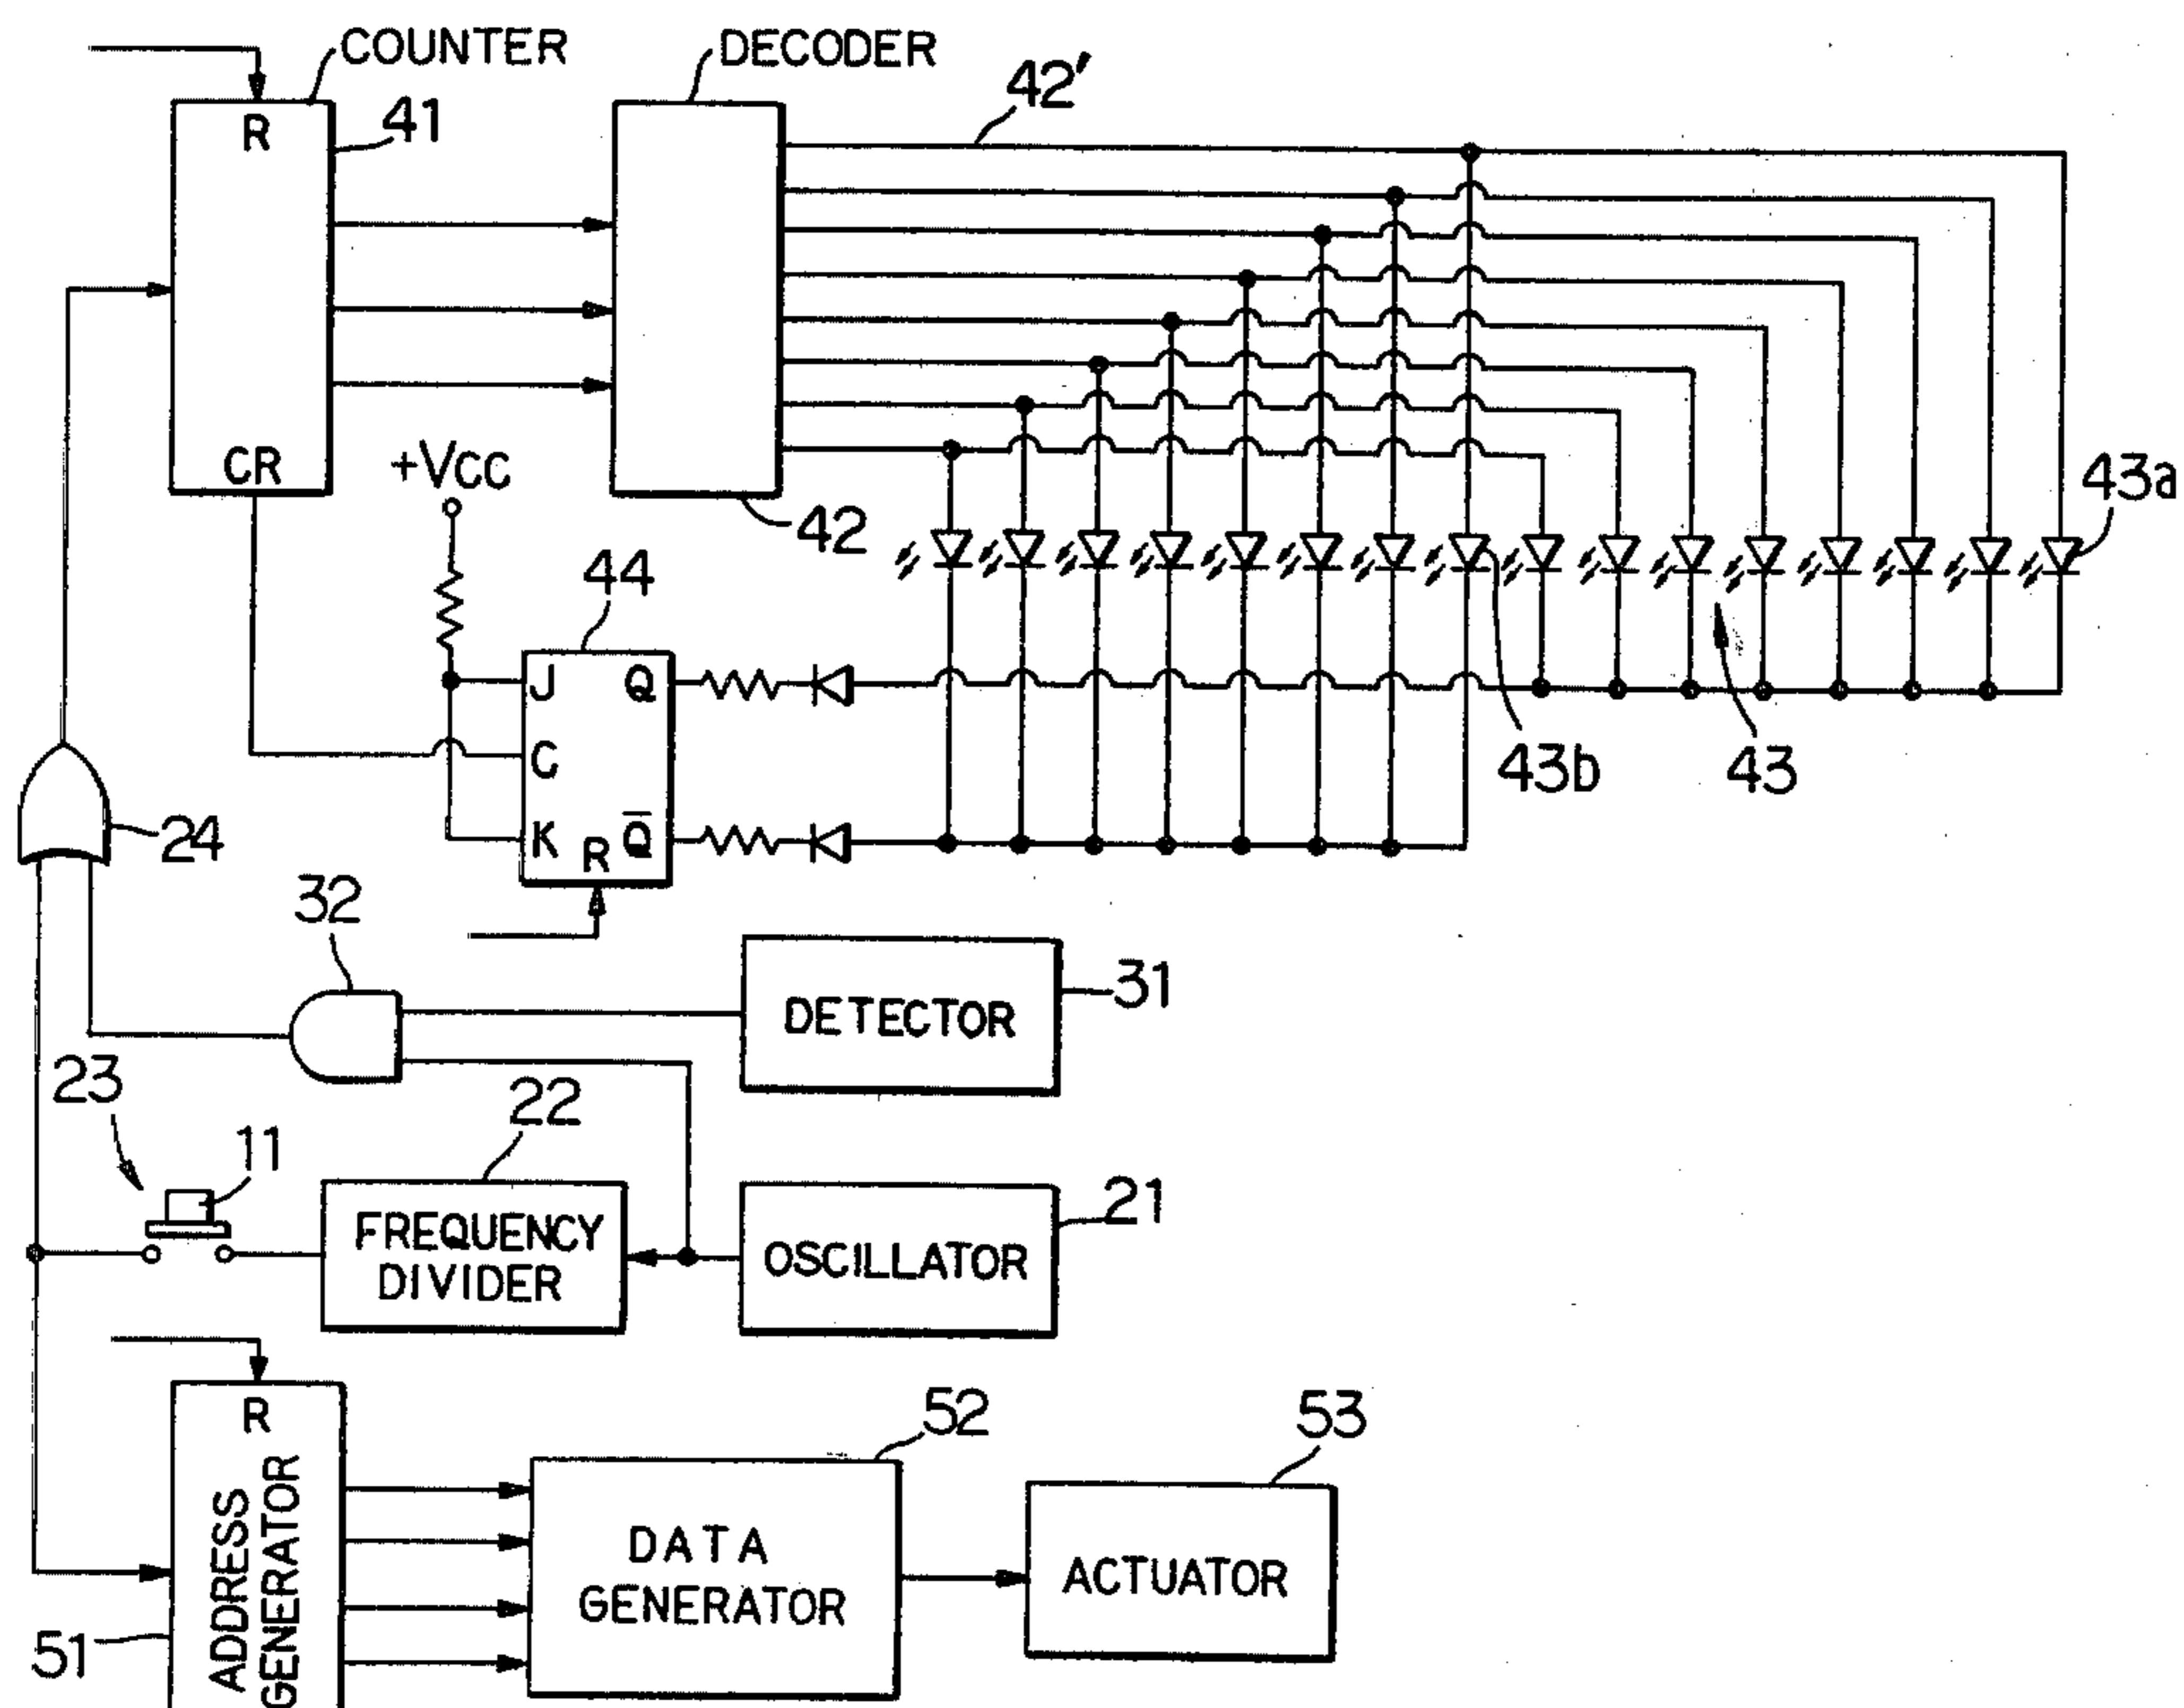 COUNTER
DECODER
42'
R
41
CR
+VCC
42
43a
44
J
Q
C
43b
43
K
R
Q̅
24
32
DETECTOR
31
23
11
22
FREQUENCY
DIVIDER
OSCILLATOR
21
R
ADDRESS
GENERATOR
51
52
DATA
GENERATOR
53
ACTUATOR